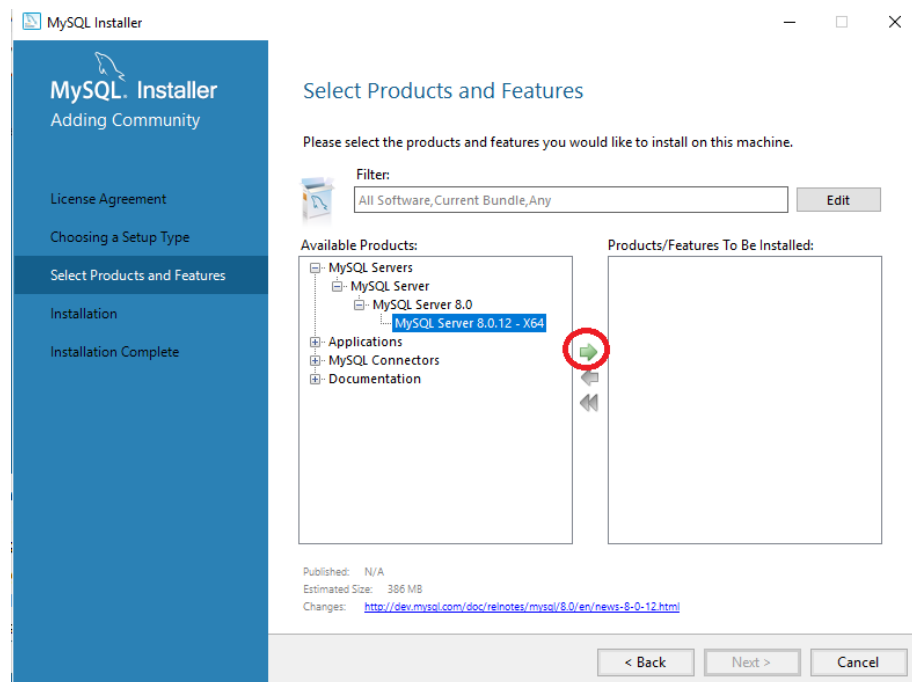 MySQL Installer
MySQL. Installer
Adding Community
License Agreement
Choosing a Setup Type
Select Products and Features
Installation
Installation Complete
Select Products and Features
Please select the products and features you would like to install on this machine.
Filter:
All Software,Current Bundle,Any
Edit
Available Products:
Products/Features To Be Installed:
MySQL Servers
MySQL Server
MySQL Server 8.0
MySQL Server 8.0.12 - X64
Applications
MySQL Connectors
Documentation
Published: N/A
Estimated Size: 386 MB
Changes: http://dev.mysql.com/doc/relnotes/mysql/8.0/en/news-8-0-12.html
< Back
Next >
Cancel